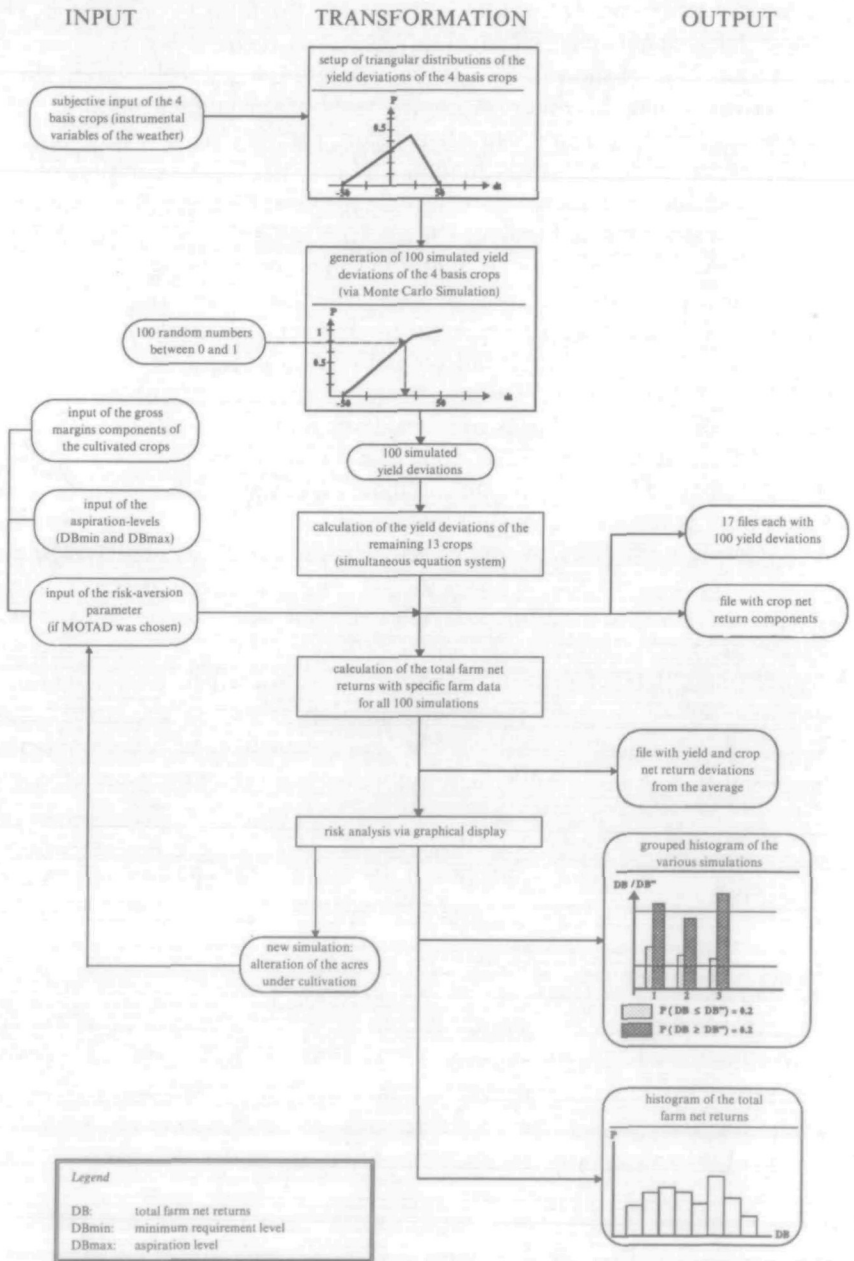 INPUT
TRANSFORMATION
OUTPUT
setup of triangular distributions of the
yield deviations of the 4 basis crops
P
0.5
-50
50
dt
subjective input of the 4
basis crops (instrumental
variables of the weather)
generation of 100 simulated yield
deviations of the 4 basis crops
(via Monte Carlo Simulation)
P
1
0.5
-50
50
dt
100 random numbers
between 0 and 1
input of the gross
margins components of
the cultivated crops
100 simulated
yield deviations
input of the
aspiration-levels
(DBmin and DBmax)
calculation of the yield deviations of the
remaining 13 crops
(simultaneous equation system)
17 files each with
100 yield deviations
input of the risk-aversion
parameter
(if MOTAD was chosen)
file with crop net
return components
calculation of the total farm net
returns with specific farm data
for all 100 simulations
file with yield and crop
net return deviations
from the average
risk analysis via graphical display
grouped histogram of the
various simulations
DB / DB
1 2 3
P ( DB ≤ DB ) = 0.2
P ( DB ≥ DB ) = 0.2
new simulation:
alteration of the acres
under cultivation
histogram of the total
farm net returns
P
DB
Legend
DB: total farm net returns
DBmin: minimum requirement level
DBmax: aspiration level